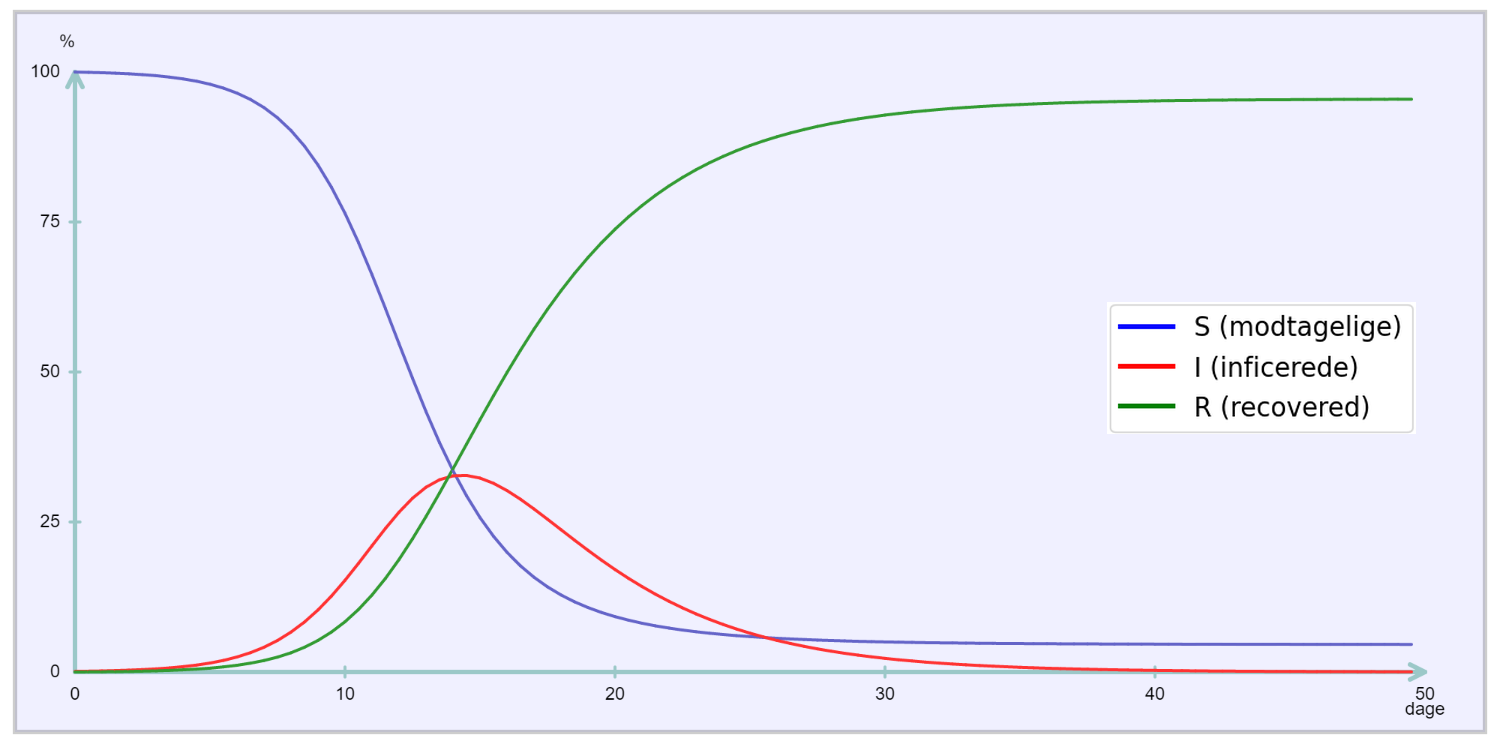 %
100
75
50
25
0
0 10 20 30 40 50
dage
S (modtagelige)
I (inficerede)
R (recovered)